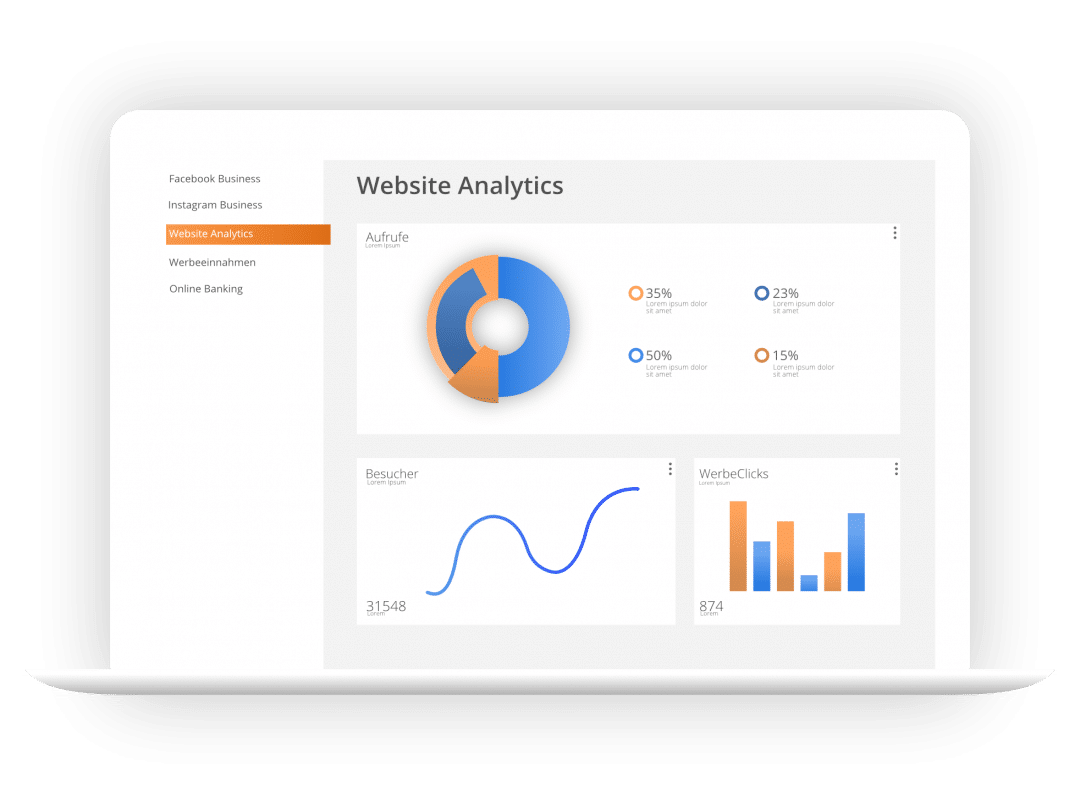 Facebook Business
Instagram Business
Website Analytics
Werbeeinnahmen
Online Banking
Website Analytics
Aufrufe
Lorem Ipsum
35%
Lorem ipsum dolor
sit amet
23%
Lorem ipsum dolor
sit amet
50%
Lorem ipsum dolor
sit amet
15%
Lorem ipsum dolor
sit amet
Besucher
Lorem Ipsum
31548
Lorem
WerbeClicks
Lorem Ipsum
874
Lorem